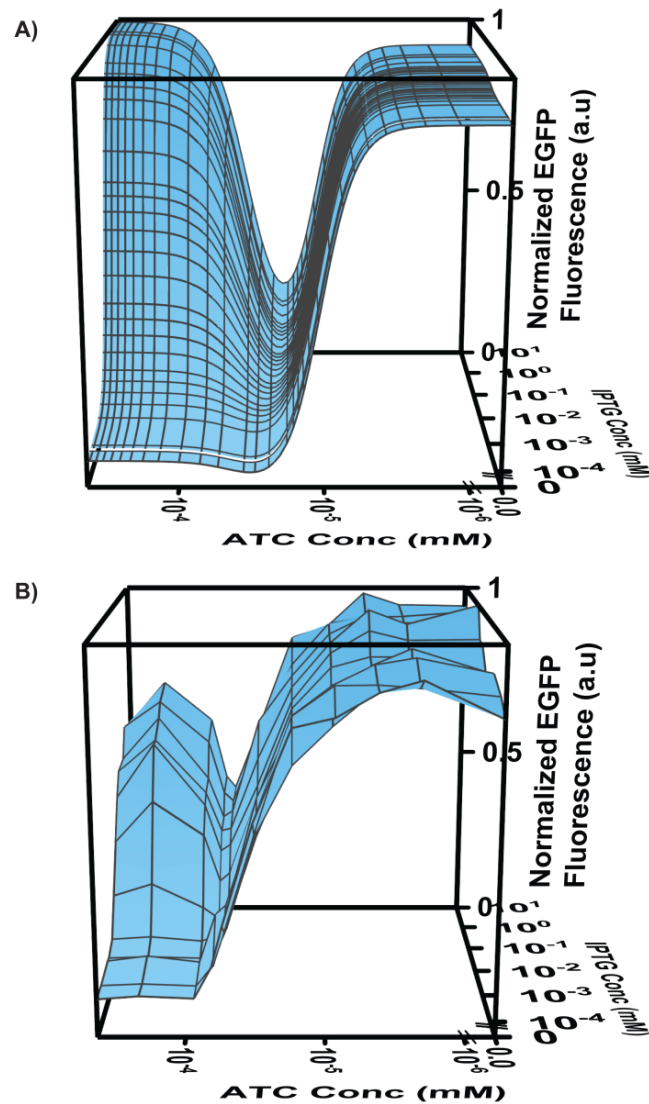 A)
1
0.5
Normalized EGFP
Fluorescence (a.u)
0
10¹
10⁰
10⁻¹
10⁻²
10⁻³
10⁻⁴
0
IPTG Conc (mM)
10⁻⁴
10⁻⁵
10⁻⁶
0.0
ATC Conc (mM)
B)
1
0.5
Normalized EGFP
Fluorescence (a.u)
0
10¹
10⁰
10⁻¹
10⁻²
10⁻³
10⁻⁴
0
IPTG Conc (mM)
10⁻⁴
10⁻⁵
10⁻⁶
0.0
ATC Conc (mM)